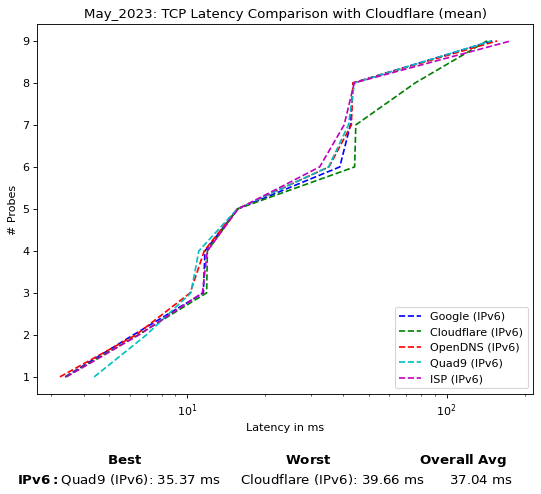 May_2023: TCP Latency Comparison with Cloudflare (mean)
# Probes
9
8
7
6
5
4
3
2
1
10¹ 10²
Latency in ms
Google (IPv6)
Cloudflare (IPv6)
OpenDNS (IPv6)
Quad9 (IPv6)
ISP (IPv6)
Best Worst Overall Avg
IPv6: Quad9 (IPv6): 35.37 ms Cloudflare (IPv6): 39.66 ms 37.04 ms